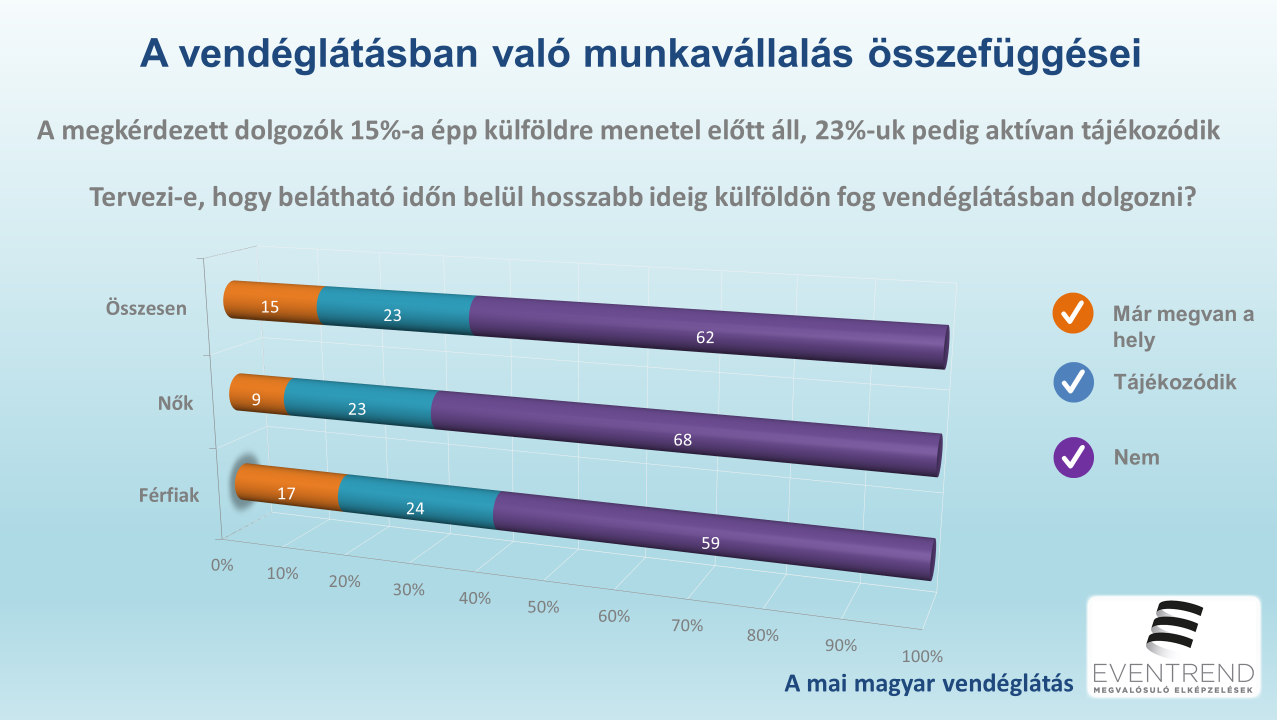 A vendéglátásban való munkavállalás összefüggései
A megkérdezett dolgozók 15%-a épp külföldre menetel előtt áll, 23%-uk pedig aktívan tájékozódik
Tervezi-e, hogy belátható időn belül hosszabb ideig külföldön fog vendéglátásban dolgozni?
Összesen
15
23
62
Nők
9
23
68
Férfiak
17
24
59
0%
10%
20%
30%
40%
50%
60%
70%
80%
90%
100%
Már megvan a
hely
Tájékozódik
Nem
A mai magyar vendéglátás
EVENTREND
MEGVALÓSULÓ ELKÉPZELÉSEK